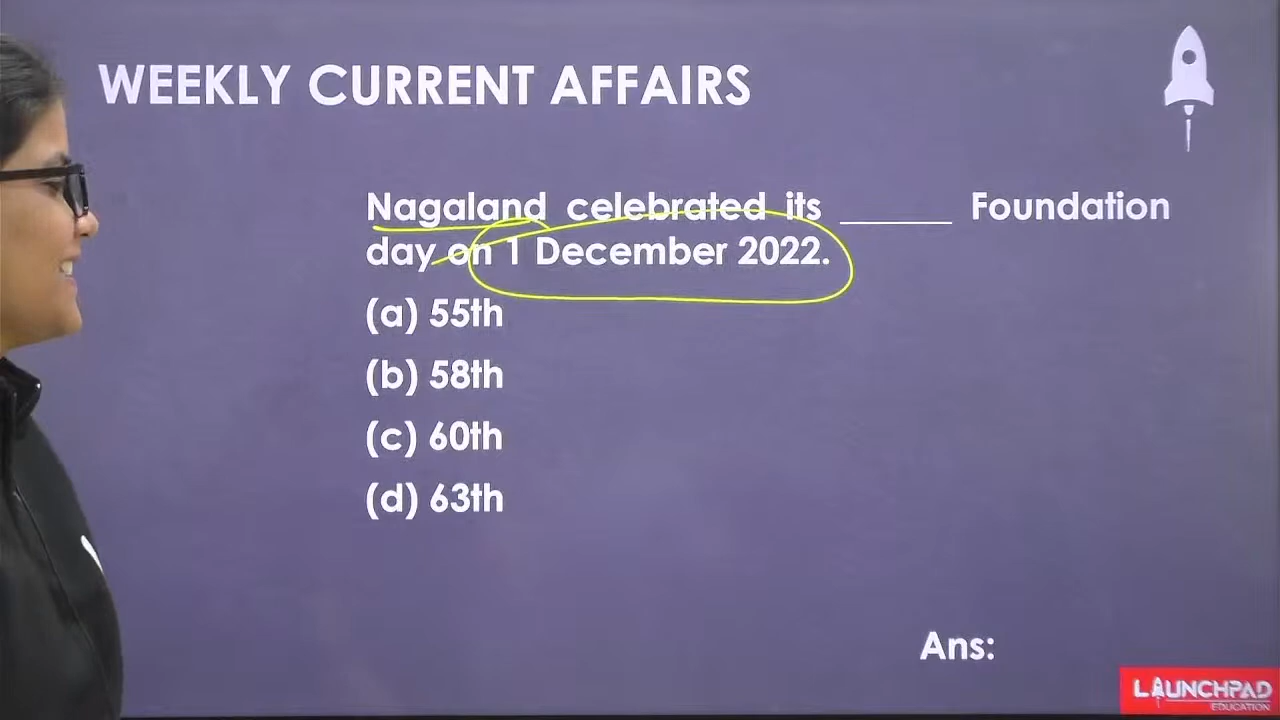 WEEKLY CURRENT AFFAIRS
Nagaland celebrated its ______ Foundation
day on 1 December 2022.
(a) 55th
(b) 58th
(c) 60th
(d) 63th
Ans:
LAUNCHPAD
EDUCATION